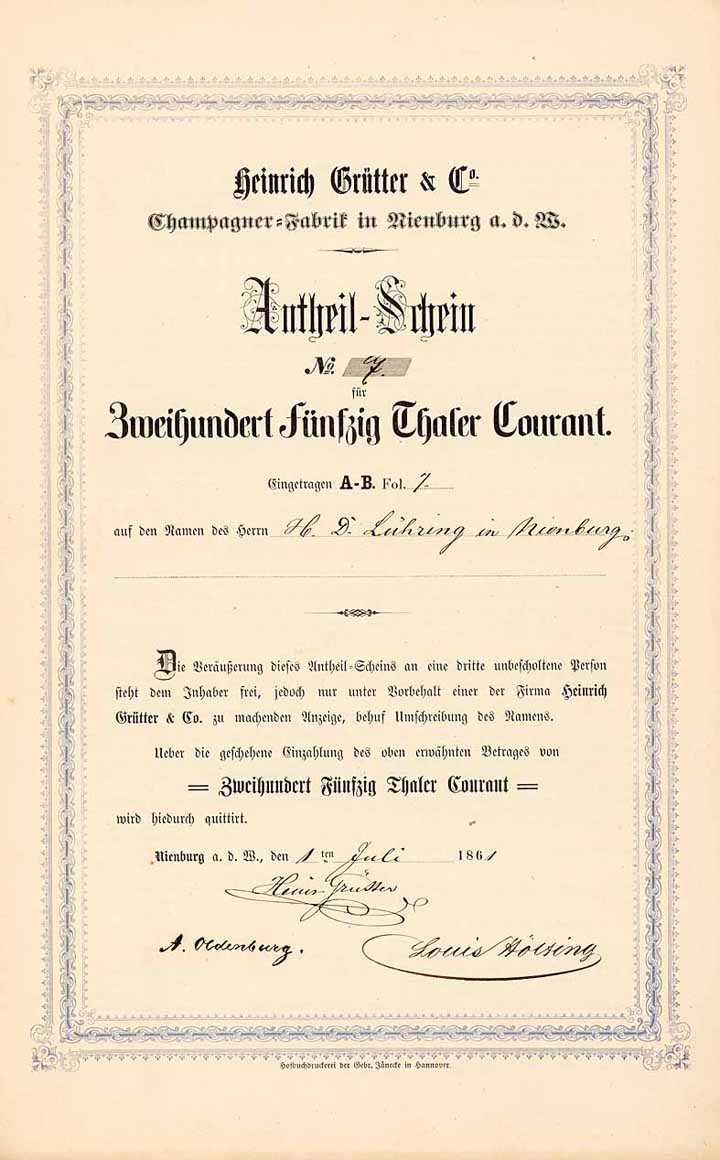 Heinrich Grütter & Co.
Champagner-Fabrik in Nienburg a. d. W.
Antheil-Schein
No. 7.
für
Zweihundert Fünfzig Thaler Courant.
Eingetragen A-B. Fol. 7.
auf den Namen des Herrn H. D. Lühring in Nienburg.
Die Veräußerung dieses Antheil-Scheins an eine dritte unbescholtene Person
steht dem Inhaber frei, jedoch nur unter Vorbehalt einer der Firma Heinrich
Grütter & Co. zu machenden Anzeige, behuf Umschreibung des Namens.
Ueber die geschehene Einzahlung des oben erwähnten Betrages von
= Zweihundert Fünfzig Thaler Courant =
wird hiedurch quittirt.
Nienburg a. d. W., den 1 ten Juli 1861
Heinr Grütter
A. Oldenburg. Louis Hölsing
Hofbuchdruckerei der Gebr. Jänecke in Hannover.